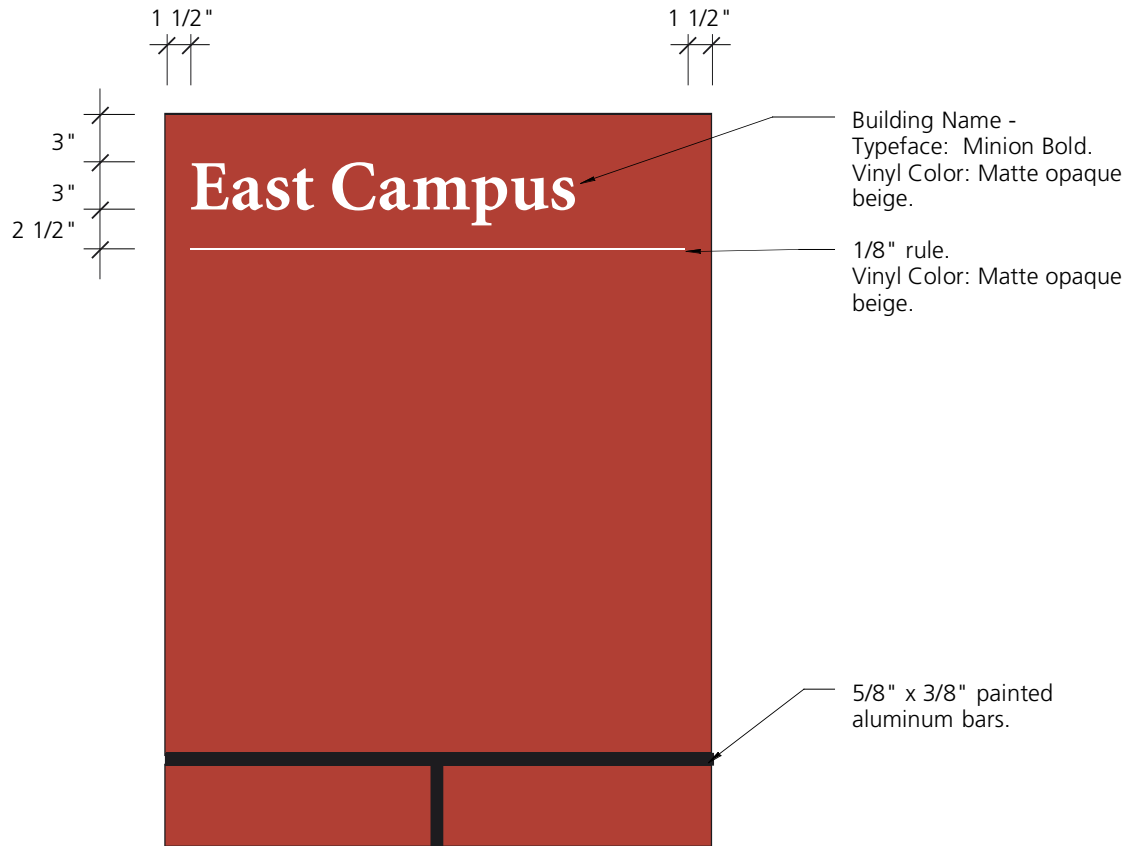 1 1/2"
1 1/2"
3"
3"
2 1/2"
East Campus
Building Name -
Typeface:  Minion Bold.
Vinyl Color: Matte opaque
beige.
1/8" rule.
Vinyl Color: Matte opaque
beige.
5/8" x 3/8" painted
aluminum bars.